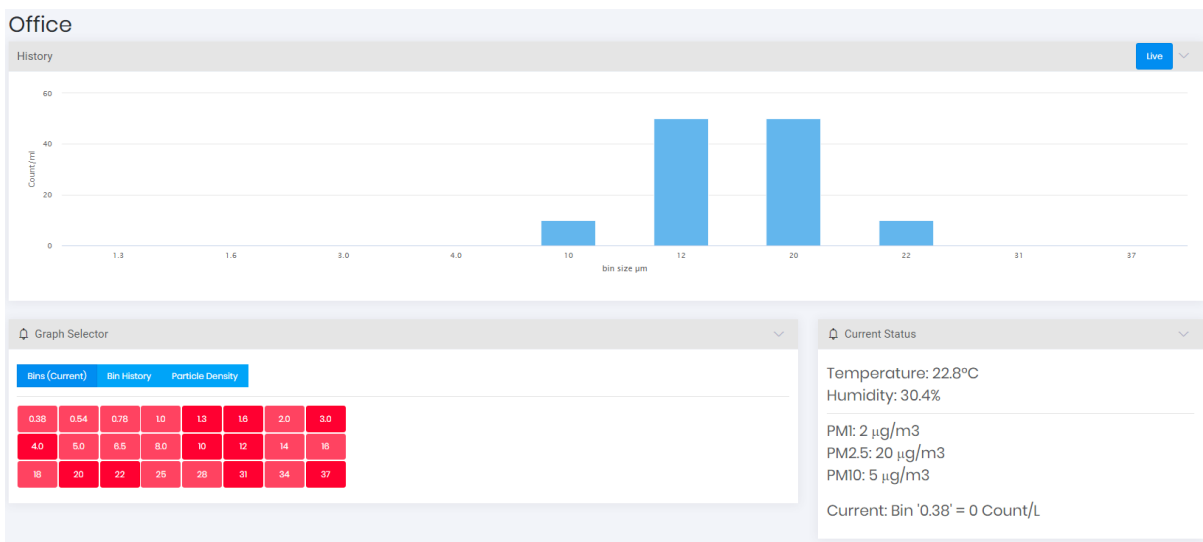 Office
History
Live
60
40
20
0
Count/ml
1.3 1.6 3.0 4.0 10 12 20 22 31 37
bin size μm
Graph Selector
Bins (Current) Bin History Particle Density
0.38 0.54 0.78 1.0 1.3 1.6 2.0 3.0
4.0 5.0 6.5 8.0 10 12 14 16
18 20 22 25 28 31 34 37
Current Status
Temperature: 22.8°C
Humidity: 30.4%
PM1: 2 μg/m3
PM2.5: 20 μg/m3
PM10: 5 μg/m3
Current: Bin '0.38' = 0 Count/L